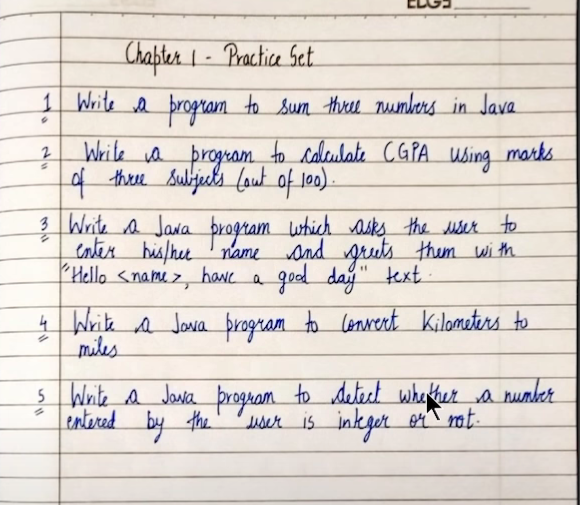 Chapter 1 - Practice Set
1 Write a program to sum three numbers in Java
2 Write a program to calculate CGPA using marks
of three subjects (out of 100).
3 Write a Java program which asks the user to
enter his/her name and greets them with
"Hello <name>, have a good day" text.
4 Write a Java program to convert Kilometers to
miles
5 Write a Java program to detect whether a number
entered by the user is integer or not.